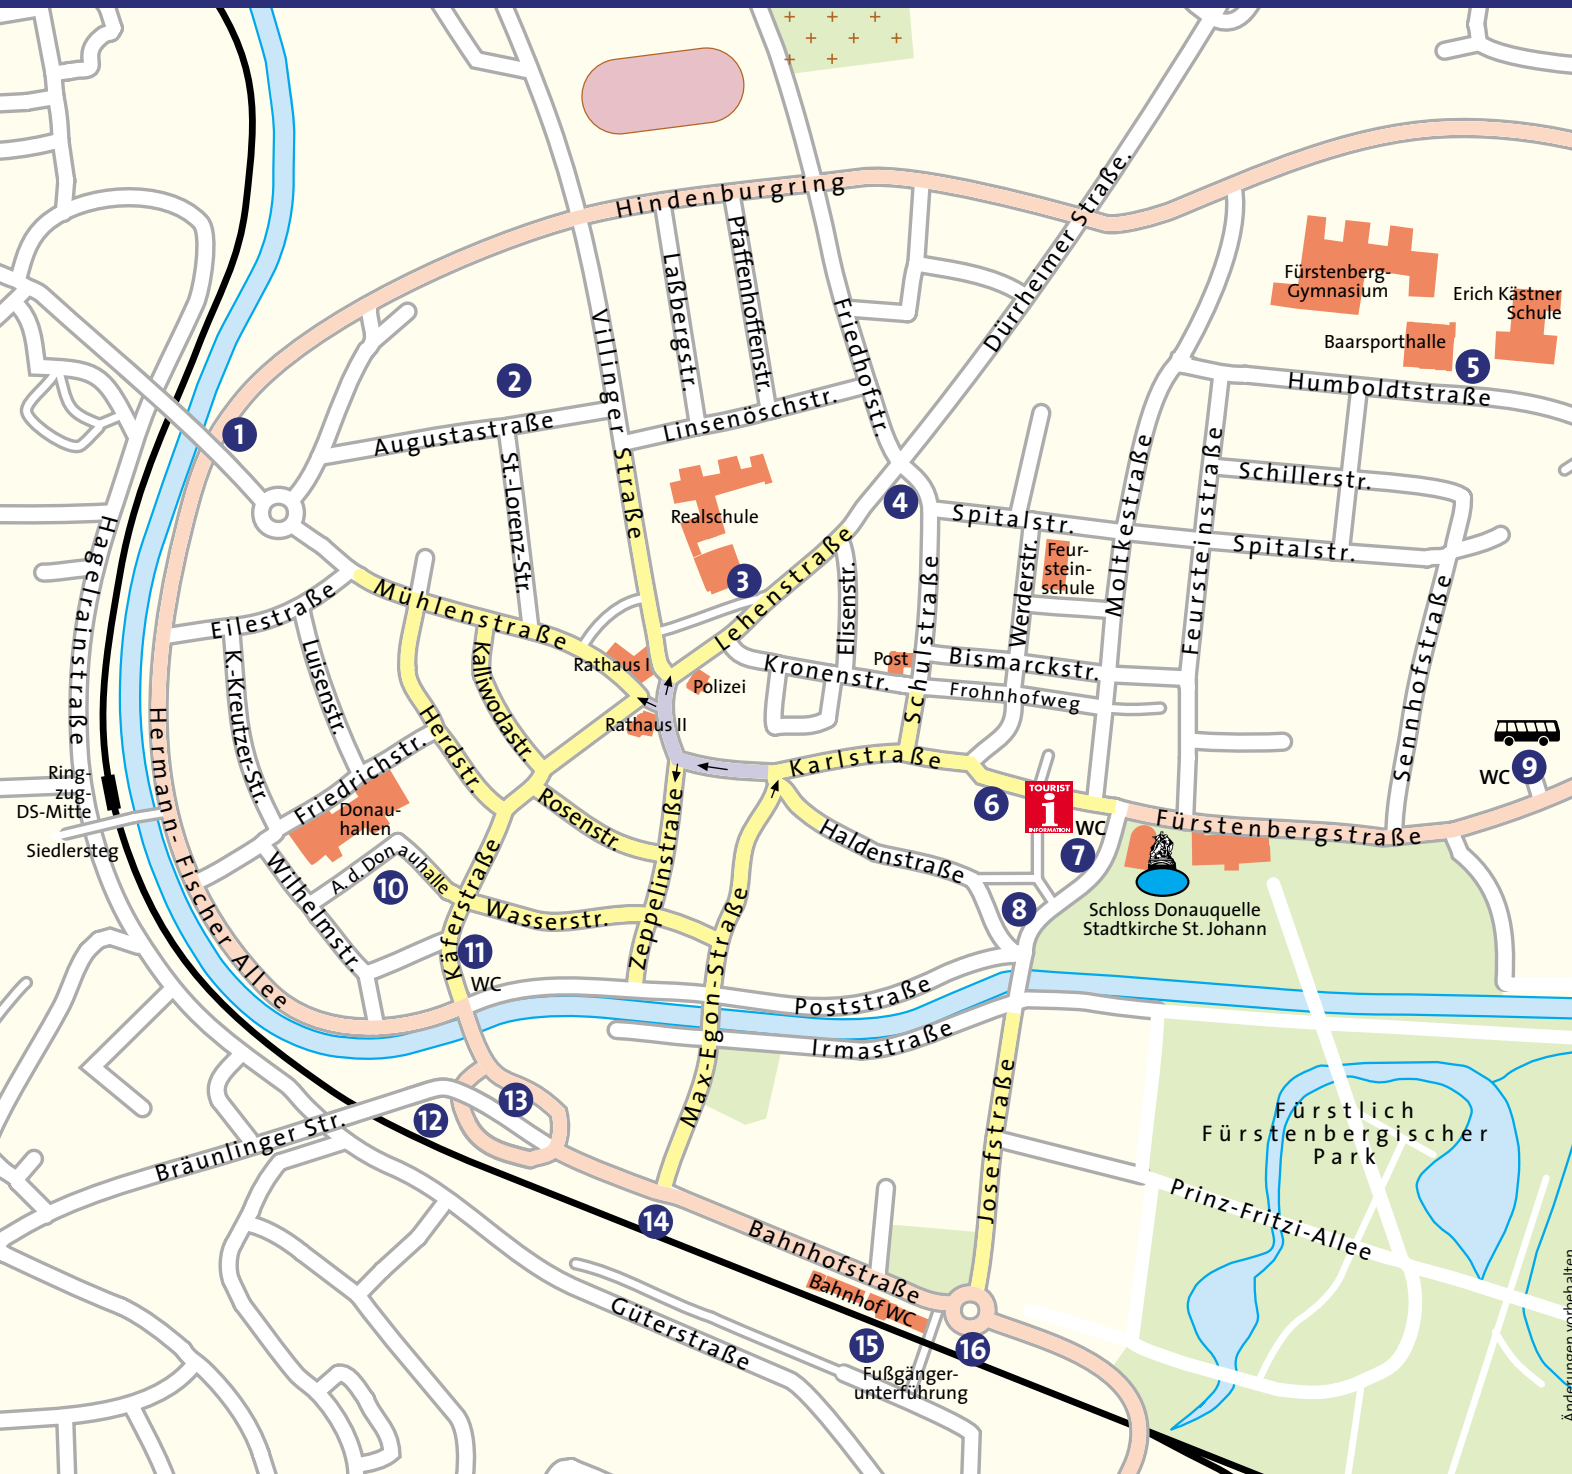 Hindenburgring
Dürrheimer Straße.
Laßbergstr.
Pfaffenhoffenstr.
Villinger Straße
Friedhofstr.
Fürstenberg-
Gymnasium
Erich Kästner
Schule
Baarsporthalle
5
Humboldtstraße
2
Augustastraße
Linsenöschstr.
1
St.-Lorenz-Str.
Realschule
3
4
Schillerstr.
Spitalstr.
Spitalstr.
Feur-
stein-
schule
Werderstr.
Moltkestraße
Feursteinstraße
Sennhofstraße
Hagelrainstraße
Mühlenstraße
Lehenstraße
Elisenstr.
Schulstraße
Eilestraße
K.-Kreutzer-Str.
Luisenstr.
Kalliwodastr.
Herdstr.
Rathaus I
Polizei
Rathaus II
Kronenstr.
Post
Bismarckstr.
Frohnhofweg
Karlstraße
6
TOURIST
i
INFORMATION
WC
7
WC
9
Fürstenbergstraße
Ring-
zug-
DS-Mitte
Siedlersteg
Hermann- Fischer Allee
Friedrichstr.
Donau-
hallen
A. d. Donauhalle
10
Wilhelmstr.
Rosenstr.
Käferstraße
Wasserstr.
Zeppelinstraße
Max-Egon-Straße
Haldenstraße
8
Schloss Donauquelle
Stadtkirche St. Johann
11
WC
Poststraße
Irmastraße
Josefstraße
Fürstlich
Fürstenbergischer
Park
Prinz-Fritzi-Allee
13
12
Bräunlinger Str.
14
Bahnhofstraße
Bahnhof WC
15
16
Fußgänger-
unterführung
Güterstraße
Änderungen vorbehalten